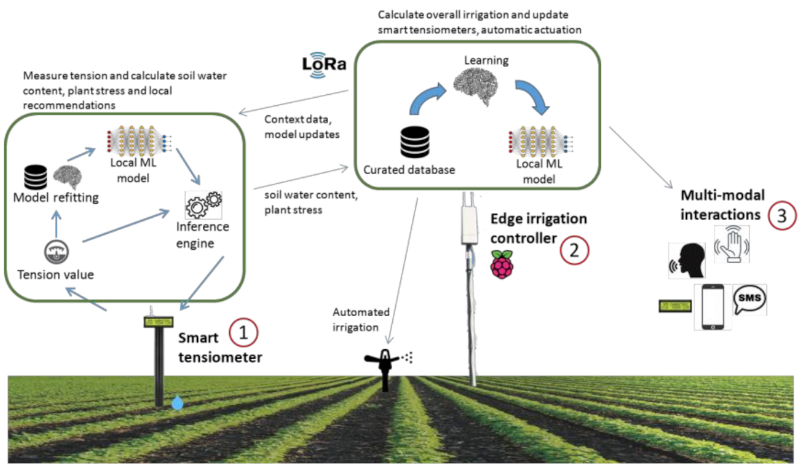 Calculate overall irrigation and update
smart tensiometers, automatic actuation
LoRa
Learning
Measure tension and calculate soil water
content, plant stress and local
recommendations
Context data,
model updates
Curated database
Local ML
model
Local ML
model
Model refitting
Inference
engine
soil water content,
plant stress
Tension value
Edge irrigation
controller
2
Multi-modal
interactions
3
SMS
Automated
irrigation
Smart
tensiometer
1